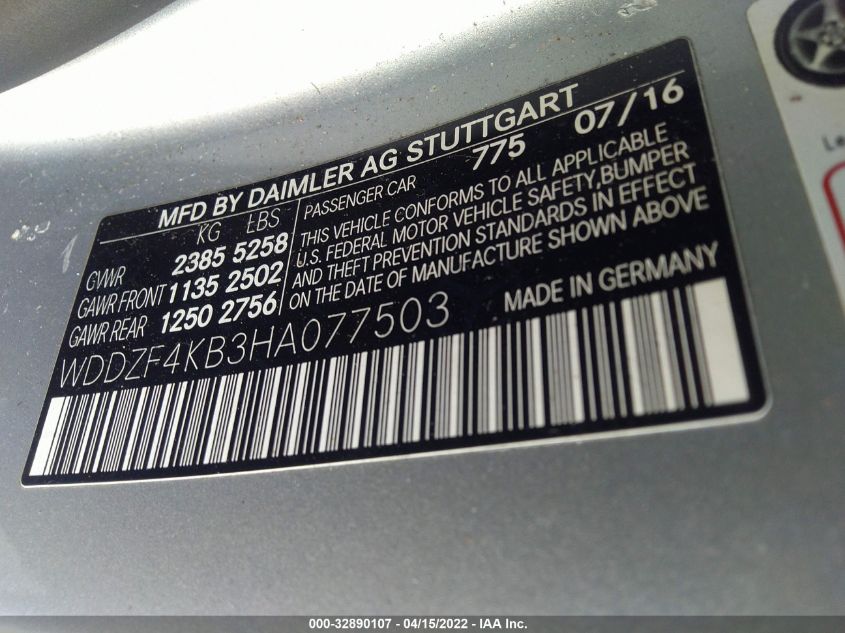 MFD BY DAIMLER AG STUTTGART
KG LBS
GVWR 2385 5258
GAWR FRONT 1135 2502
GAWR REAR 1250 2756
775 07/16
PASSENGER CAR
THIS VEHICLE CONFORMS TO ALL APPLICABLE
U.S. FEDERAL MOTOR VEHICLE SAFETY, BUMPER
AND THEFT PREVENTION STANDARDS IN EFFECT
ON THE DATE OF MANUFACTURE SHOWN ABOVE
WDDZF4KB3HA077503
MADE IN GERMANY
000-32890107 - 04/15/2022 - IAA Inc.